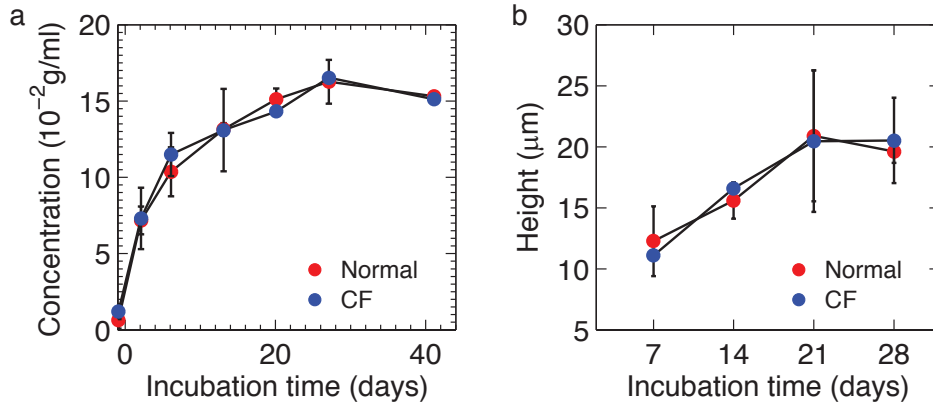 a
Concentration (10⁻² g/ml)
20
15
10
5
0
Normal
CF
0 20 40
Incubation time (days)
b
Height (μm)
30
25
20
15
10
5
Normal
CF
7 14 21 28
Incubation time (days)